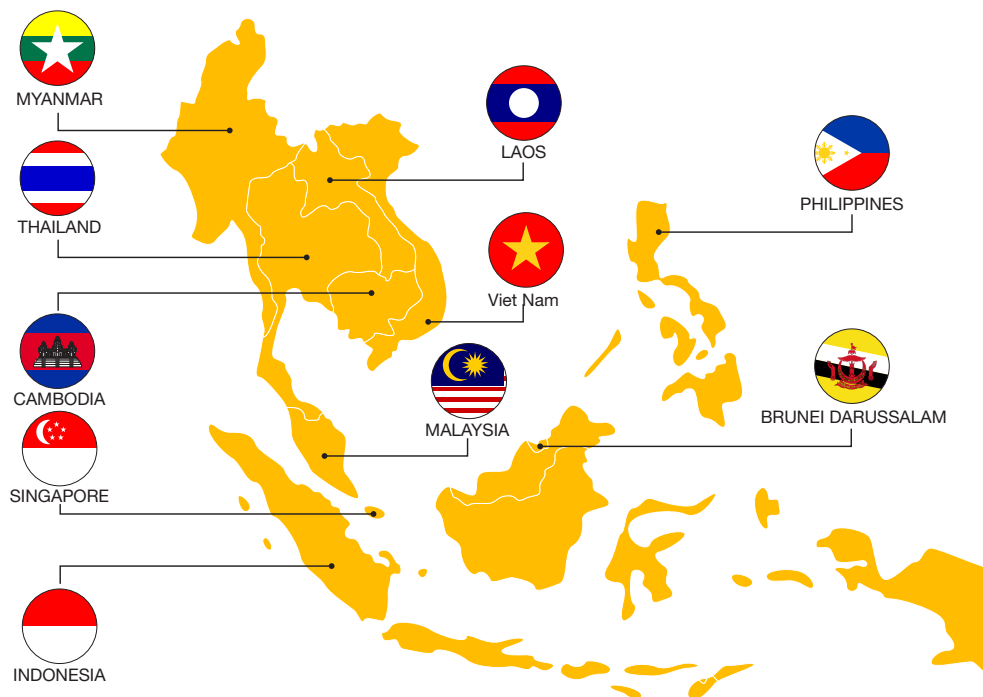 MYANMAR
LAOS
THAILAND
PHILIPPINES
Viet Nam
CAMBODIA
MALAYSIA
BRUNEI DARUSSALAM
SINGAPORE
INDONESIA